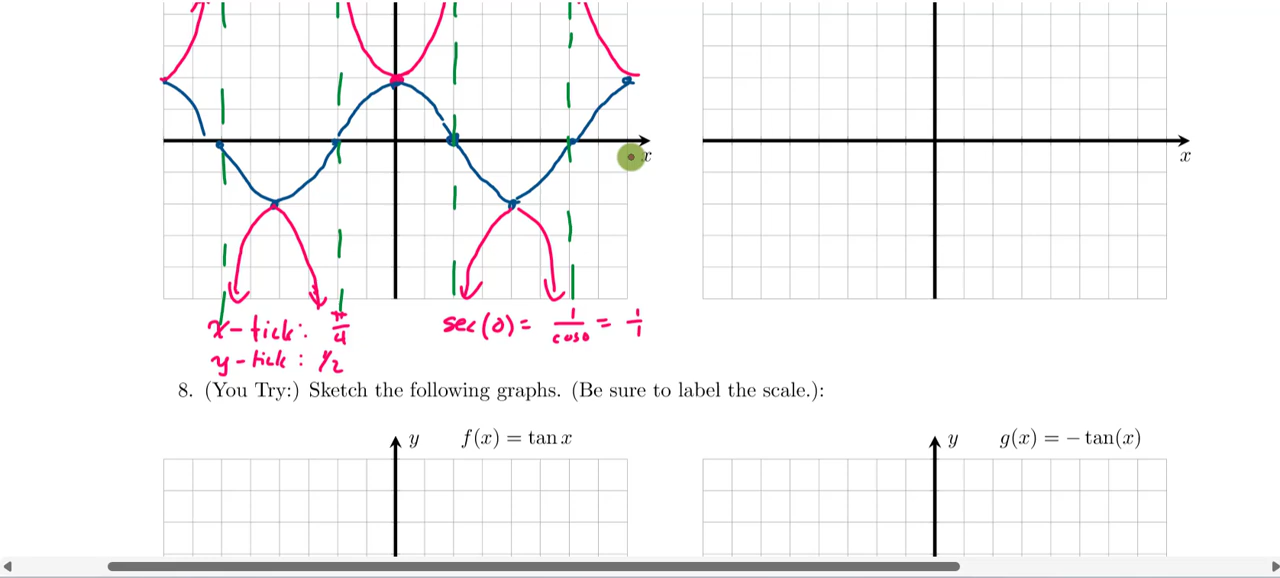 x x
x-tick: π/4 sec(0) = 1/cos0 = 1/1
y-tick: 1/2
8. (You Try:) Sketch the following graphs. (Be sure to label the scale.):
y f(x) = tan x y g(x) = − tan(x)